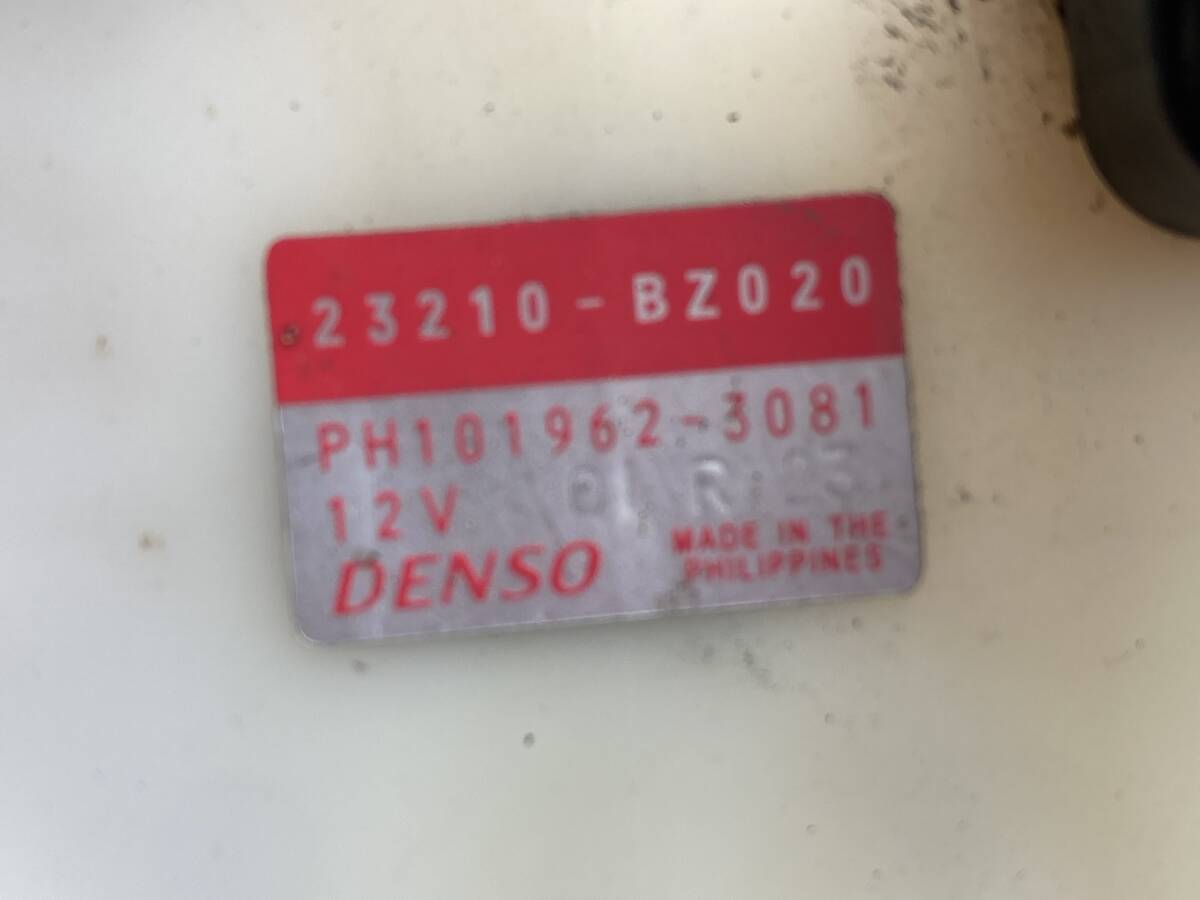 23210-BZ020
PH101962-3081
12V
DENSO
MADE IN THE
PHILIPPINES